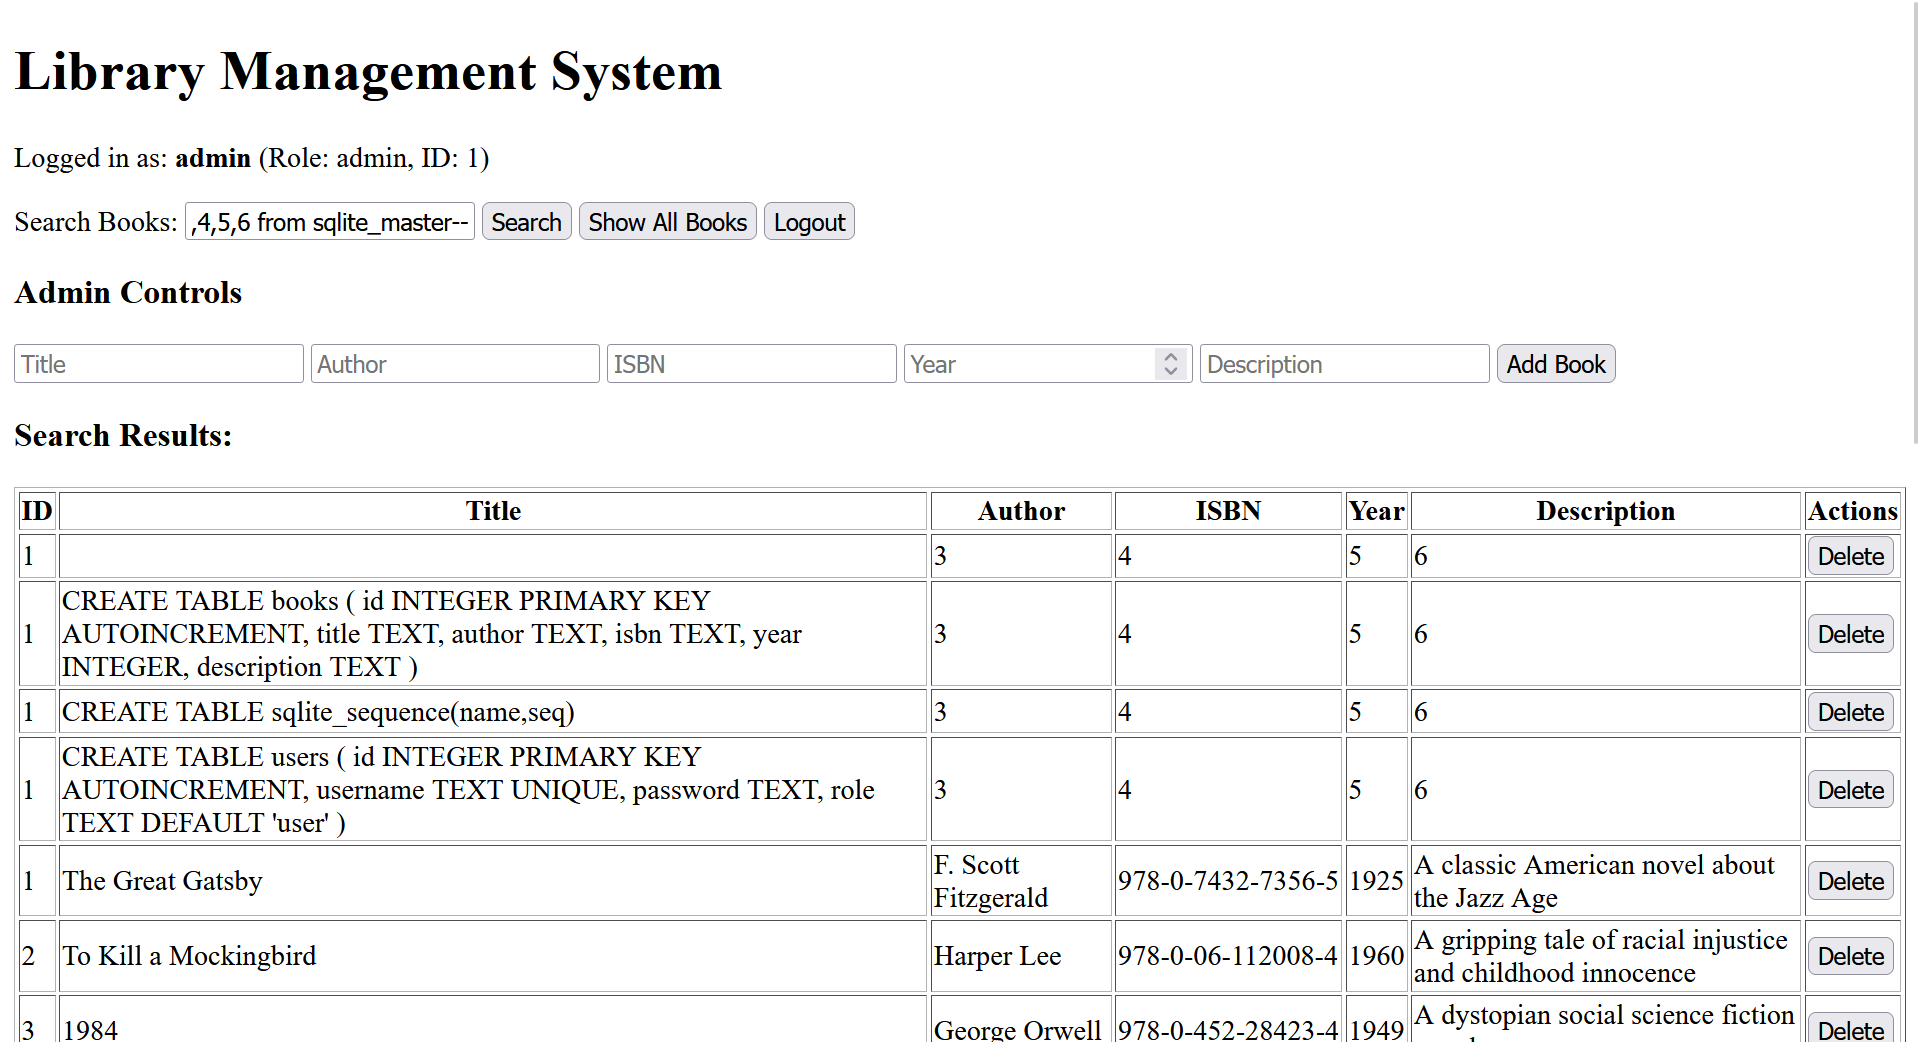 Library Management System
Logged in as: admin (Role: admin, ID: 1)
Search Books: ,4,5,6 from sqlite_master-- Search Show All Books Logout
Admin Controls
Title Author ISBN Year Description Add Book
Search Results:
ID Title Author ISBN Year Description Actions
1 3 4 5 6 Delete
CREATE TABLE books ( id INTEGER PRIMARY KEY
1 AUTOINCREMENT, title TEXT, author TEXT, isbn TEXT, year 3 4 5 6 Delete
INTEGER, description TEXT )
1 CREATE TABLE sqlite_sequence(name,seq) 3 4 5 6 Delete
CREATE TABLE users ( id INTEGER PRIMARY KEY
1 AUTOINCREMENT, username TEXT UNIQUE, password TEXT, role 3 4 5 6 Delete
TEXT DEFAULT 'user' )
1 The Great Gatsby F. Scott Fitzgerald 978-0-7432-7356-5 1925 A classic American novel about the Jazz Age Delete
2 To Kill a Mockingbird Harper Lee 978-0-06-112008-4 1960 A gripping tale of racial injustice and childhood innocence Delete
3 1984 George Orwell 978-0-452-28423-4 1949 A dystopian social science fiction Delete